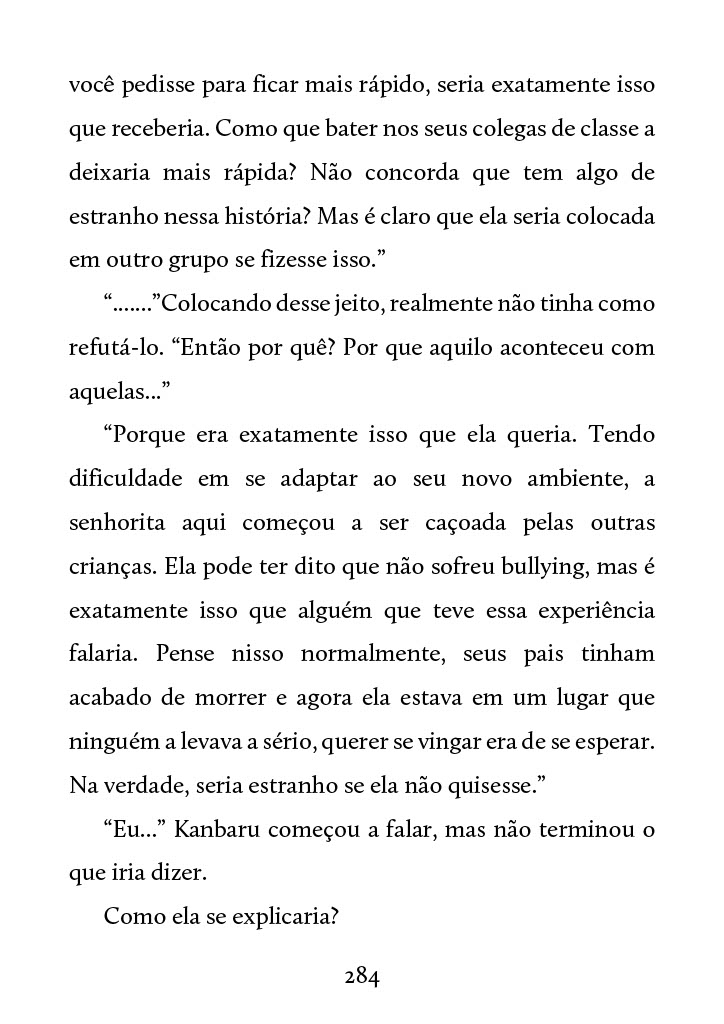 você pedisse para ficar mais rápido, seria exatamente isso
que receberia. Como que bater nos seus colegas de classe a
deixaria mais rápida? Não concorda que tem algo de
estranho nessa história? Mas é claro que ela seria colocada
em outro grupo se fizesse isso.”
“.......”Colocando desse jeito, realmente não tinha como
refutá-lo. “Então por quê? Por que aquilo aconteceu com
aquelas...”
“Porque era exatamente isso que ela queria. Tendo
dificuldade em se adaptar ao seu novo ambiente, a
senhorita aqui começou a ser caçoada pelas outras
crianças. Ela pode ter dito que não sofreu bullying, mas é
exatamente isso que alguém que teve essa experiência
falaria. Pense nisso normalmente, seus pais tinham
acabado de morrer e agora ela estava em um lugar que
ninguém a levava a sério, querer se vingar era de se esperar.
Na verdade, seria estranho se ela não quisesse.”
“Eu...” Kanbaru começou a falar, mas não terminou o
que iria dizer.
Como ela se explicaria?
284